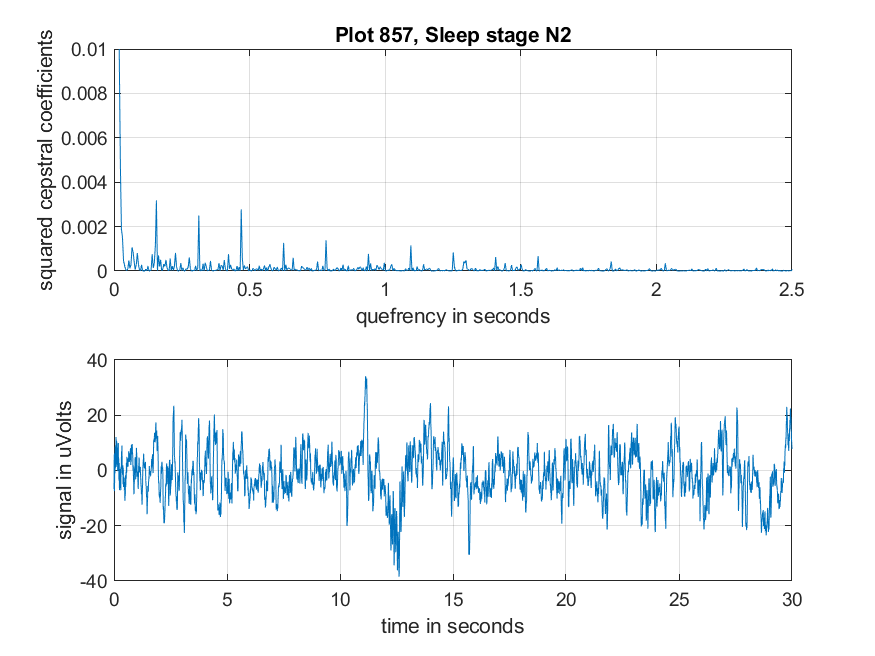 Plot 857, Sleep stage N2
squared cepstral coefficients
0.01
0.008
0.006
0.004
0.002
0
0 0.5 1 1.5 2 2.5
quefrency in seconds
signal in uVolts
40
20
0
-20
-40
0 5 10 15 20 25 30
time in seconds